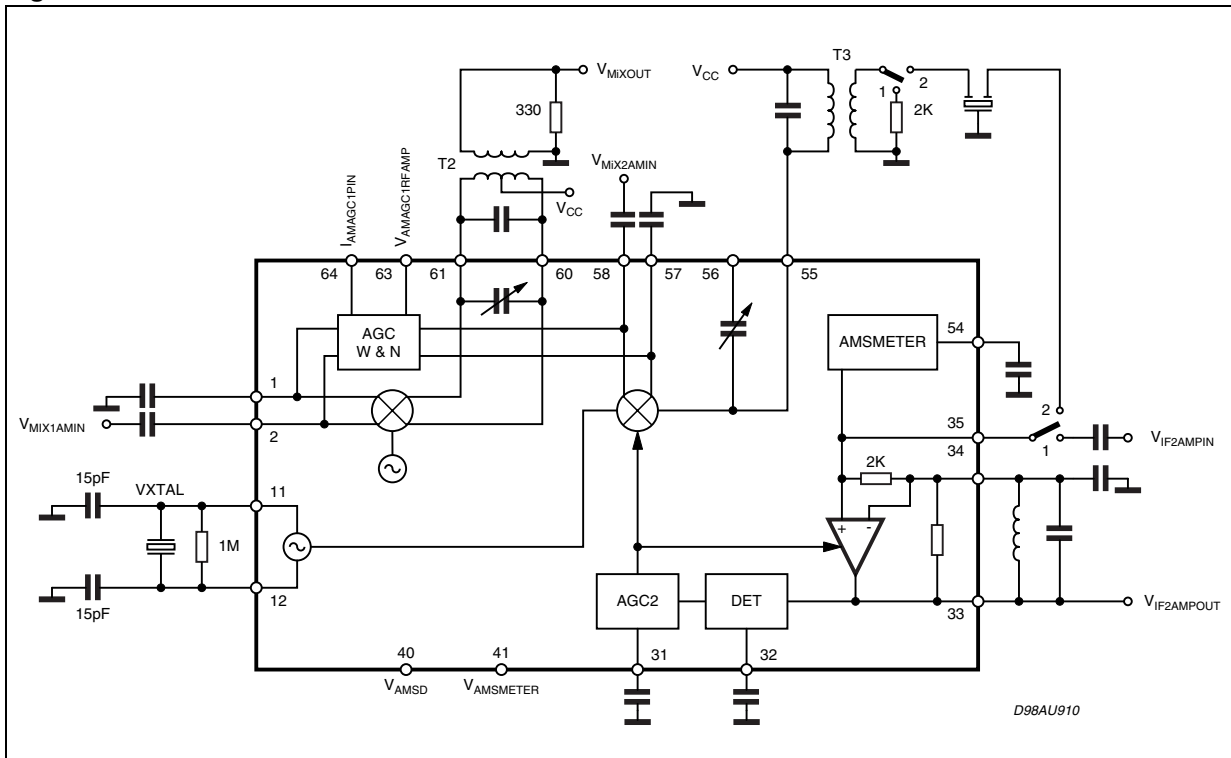 VMiXOUT
330
T2
VCC
VCC
T3
1
2
2K
VMiX2AMIN
IAMAGC1PIN
VAMAGC1RFAMP
64
63
61
60
58
57
56
55
AGC
W & N
AMSMETER
54
1
2
VMIX1AMIN
2
1
35
34
VIF2AMPIN
2K
15pF
VXTAL
11
1M
+
-
12
15pF
AGC2
DET
33
VIF2AMPOUT
40
41
31
32
VAMSD
VAMSMETER
D98AU910